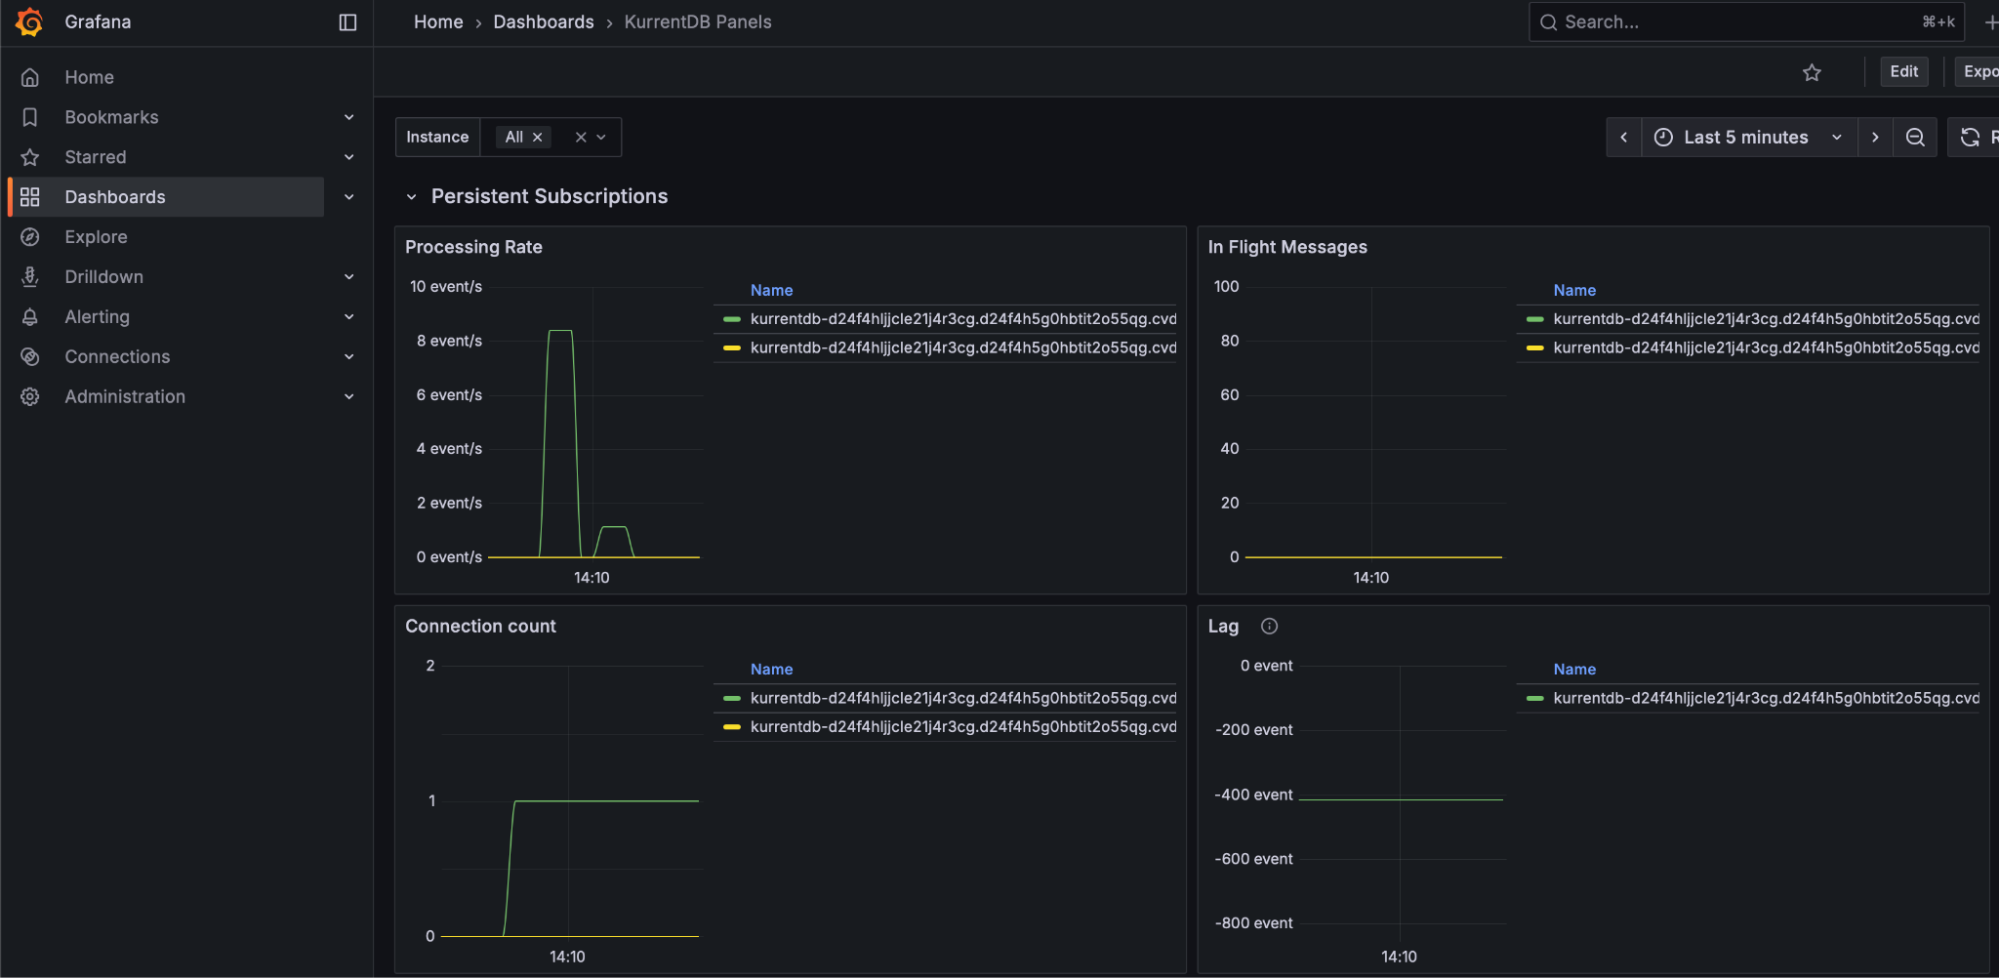 Grafana
Home › Dashboards › KurrentDB Panels
Search...
⌘+k
Home
Bookmarks
Starred
Dashboards
Explore
Drilldown
Alerting
Connections
Administration
Edit
Expo
Instance
All
Last 5 minutes
R
Persistent Subscriptions
Processing Rate
10 event/s
8 event/s
6 event/s
4 event/s
2 event/s
0 event/s
14:10
Name
kurrentdb-d24f4hljjcle21j4r3cg.d24f4h5g0hbtit2o55qg.cvd
kurrentdb-d24f4hljjcle21j4r3cg.d24f4h5g0hbtit2o55qg.cvd
In Flight Messages
100
80
60
40
20
0
14:10
Name
kurrentdb-d24f4hljjcle21j4r3cg.d24f4h5g0hbtit2o55qg.cvd
kurrentdb-d24f4hljjcle21j4r3cg.d24f4h5g0hbtit2o55qg.cvd
Connection count
2
1
0
14:10
Name
kurrentdb-d24f4hljjcle21j4r3cg.d24f4h5g0hbtit2o55qg.cvd
kurrentdb-d24f4hljjcle21j4r3cg.d24f4h5g0hbtit2o55qg.cvd
Lag
0 event
-200 event
-400 event
-600 event
-800 event
14:10
Name
kurrentdb-d24f4hljjcle21j4r3cg.d24f4h5g0hbtit2o55qg.cvd